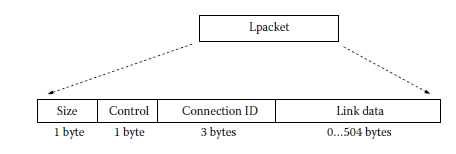 Lpacket
Size Control Connection ID Link data
1 byte 1 byte 3 bytes 0...504 bytes